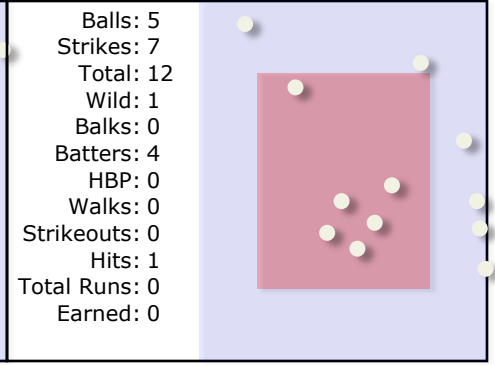 Balls: 5
Strikes: 7
Total: 12
Wild: 1
Balks: 0
Batters: 4
HBP: 0
Walks: 0
Strikeouts: 0
Hits: 1
Total Runs: 0
Earned: 0